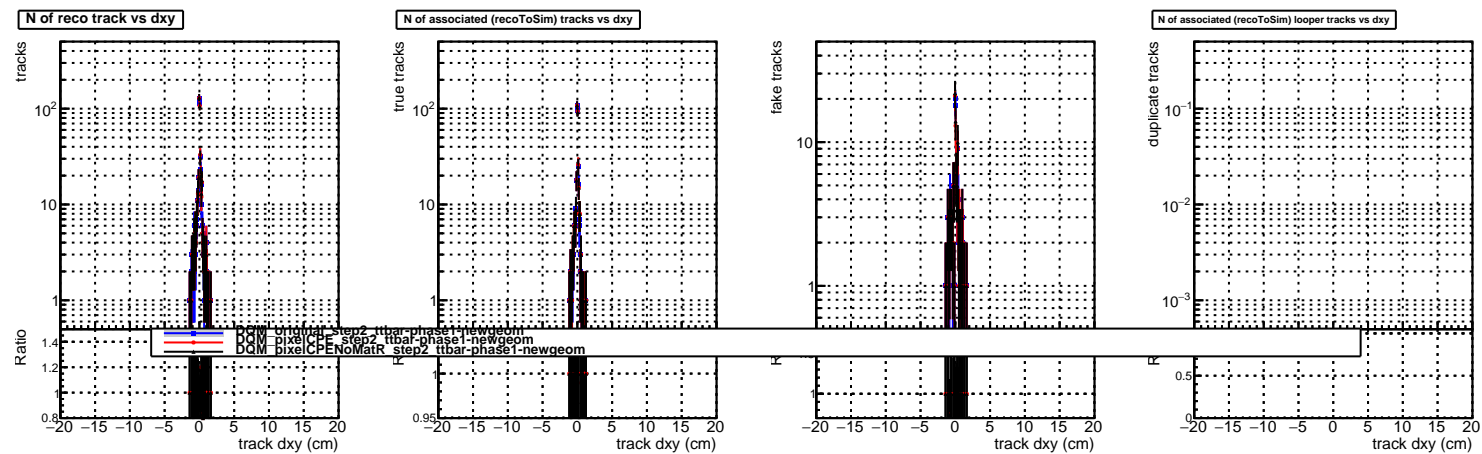 N of reco track vs dxy
tracks
10²
10
1
Ratio
1.4
1.2
1
0.8
−20 −15 −10 −5 0 5 10 15 20
track dxy (cm)
N of associated (recoToSim) tracks vs dxy
true tracks
10²
10
1
1
0.95
−20 −15 −10 −5 0 5 10 15 20
track dxy (cm)
fake tracks
10
1
1
−20 −15 −10 −5 0 5 10 15 20
track dxy (cm)
N of associated (recoToSim) looper tracks vs dxy
duplicate tracks
10⁻¹
10⁻²
10⁻³
0.5
0
−20 −15 −10 −5 0 5 10 15 20
track dxy (cm)
DQM_original_step2_ttbar-phase1-newgeom
DQM_pixelCPE_step2_ttbar-phase1-newgeom
DQM_pixelCPENoMatR_step2_ttbar-phase1-newgeom